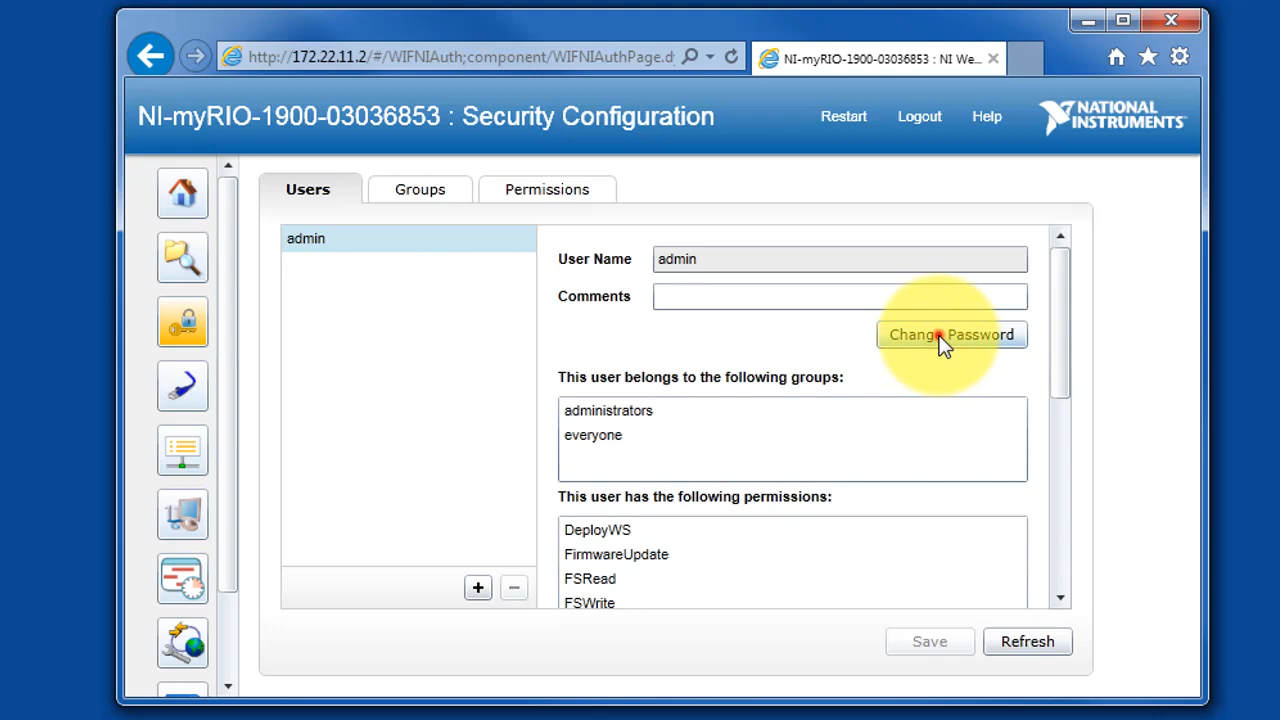 http://172.22.11.2/#/WIFNIAuth;component/WIFNIAuthPage.dy
NI-myRIO-1900-03036853 : NI We...
NI-myRIO-1900-03036853 : Security Configuration
Restart
Logout
Help
NATIONAL
INSTRUMENTS
Users
Groups
Permissions
admin
User Name
admin
Comments
Change Password
This user belongs to the following groups:
administrators
everyone
This user has the following permissions:
DeployWS
FirmwareUpdate
FSRead
FSWrite
Save
Refresh